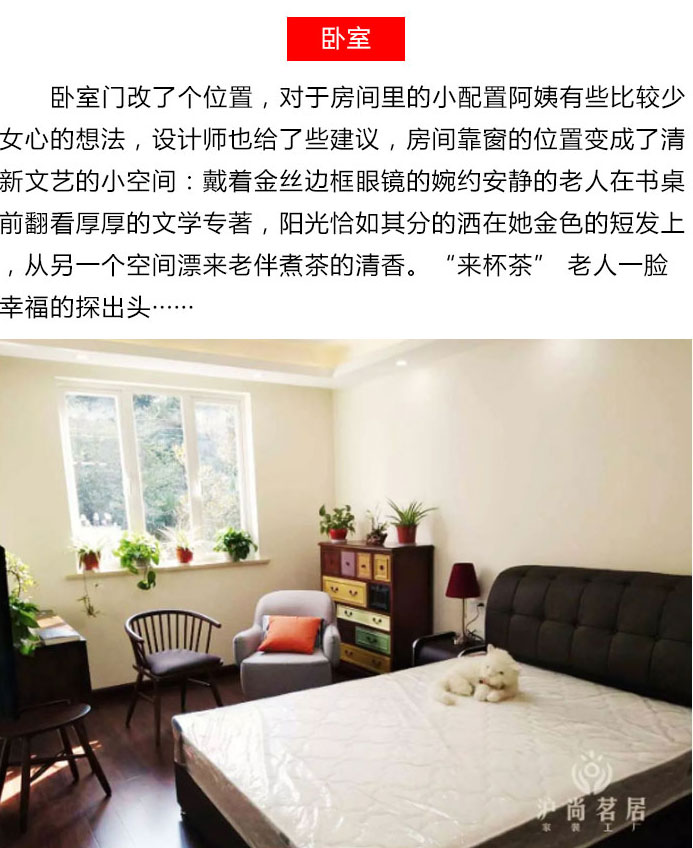 卧室
卧室门改了个位置，对于房间里的小配置阿姨有些比较少
女心的想法，设计师也给了些建议，房间靠窗的位置变成了清
新文艺的小空间：戴着金丝边框眼镜的婉约安静的老人在书桌
前翻看厚厚的文学专著，阳光恰如其分的洒在她金色的短发上
，从另一个空间漂来老伴煮茶的清香。“来杯茶” 老人一脸
幸福的探出头……
沪尚茗居
家装工厂